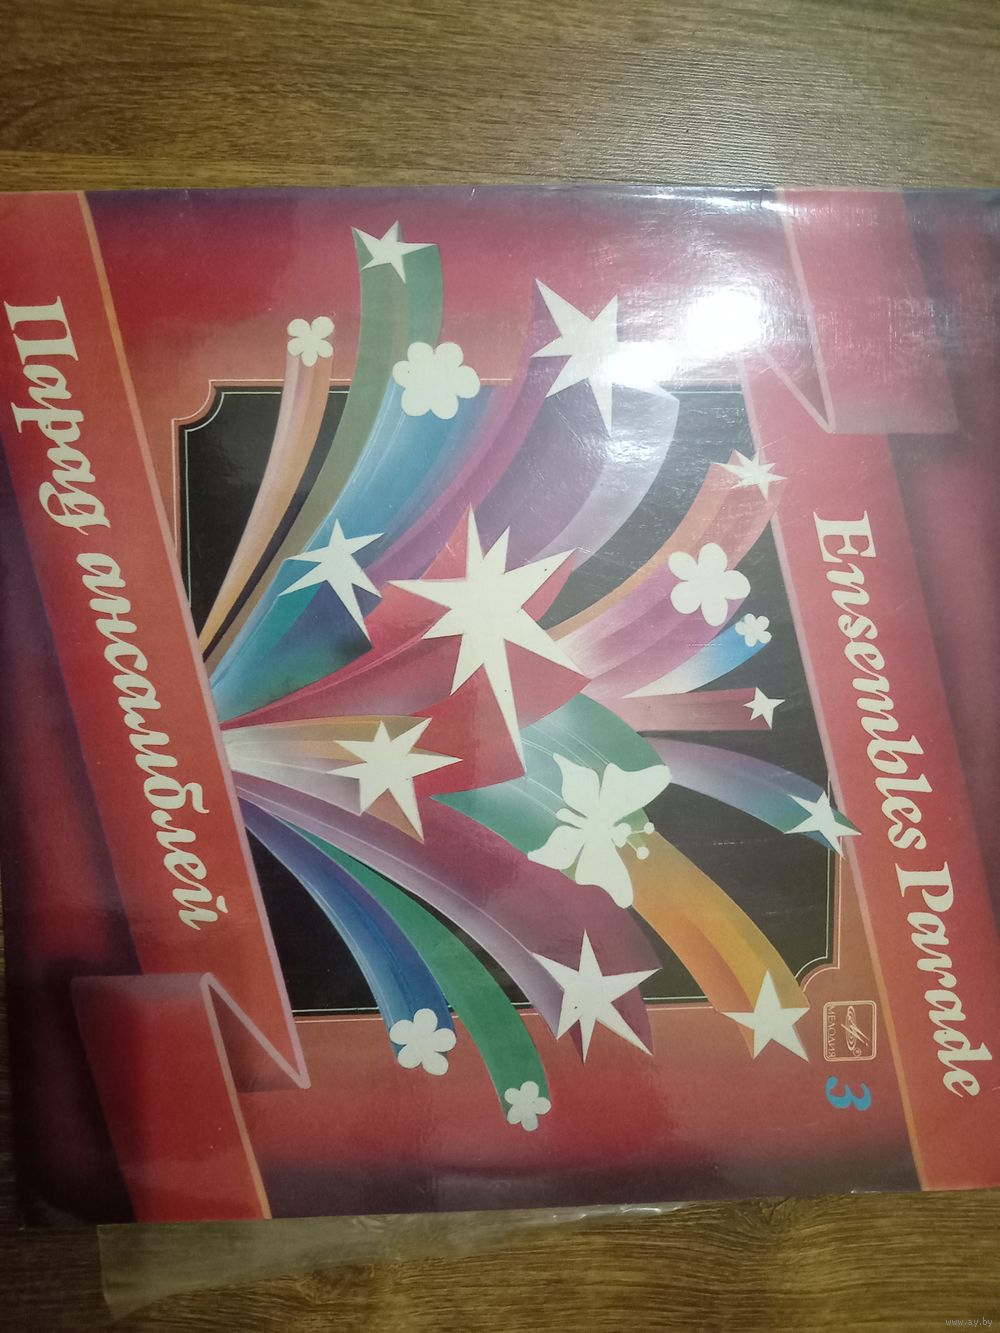 Ensembles Parade
МЕЛОДИЯ
3
Парад ансамблей
www.ay.by